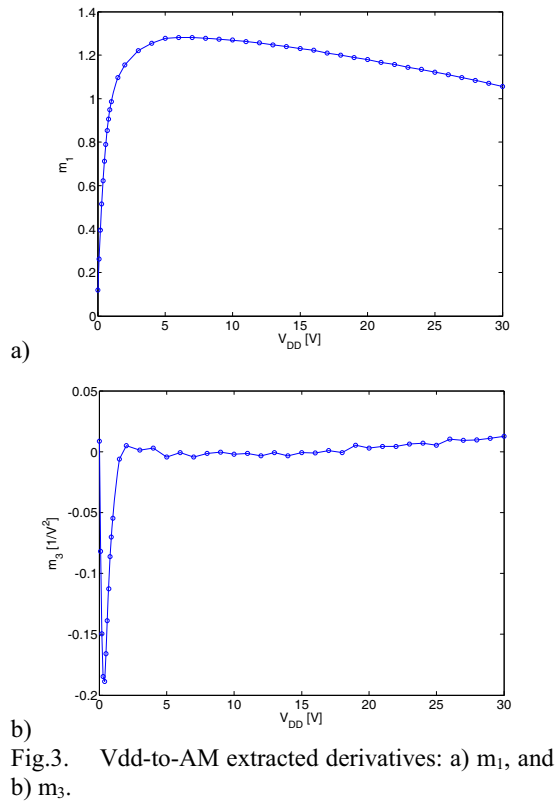 1.4
1.2
1
0.8
0.6
0.4
0.2
0
m1
0 5 10 15 20 25 30
VDD [V]
a)
0.05
0
-0.05
-0.1
-0.15
-0.2
m3 [1/V2]
0 5 10 15 20 25 30
VDD [V]
b)
Fig.3. Vdd-to-AM extracted derivatives: a) m1, and
b) m3.